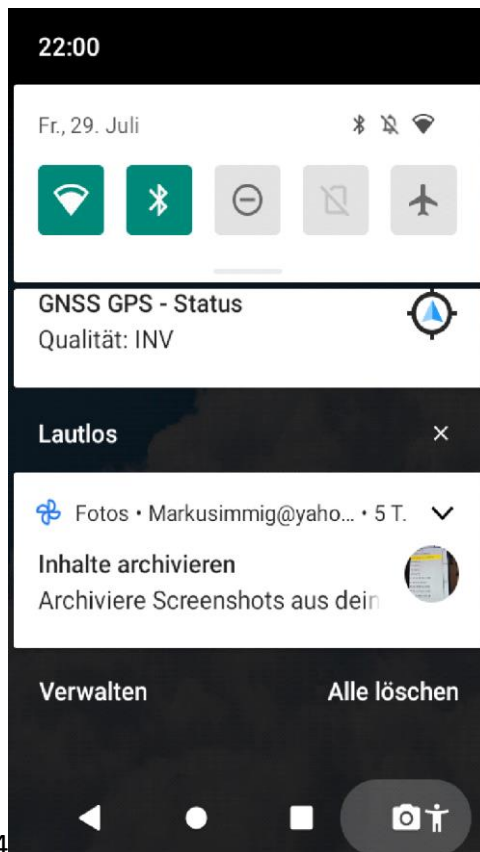 22:00
Fr., 29. Juli
GNSS GPS - Status
Qualität: INV
Lautlos
Fotos • Markusimmig@yaho... • 5 T.
Inhalte archivieren
Archiviere Screenshots aus dein
Verwalten
Alle löschen
4